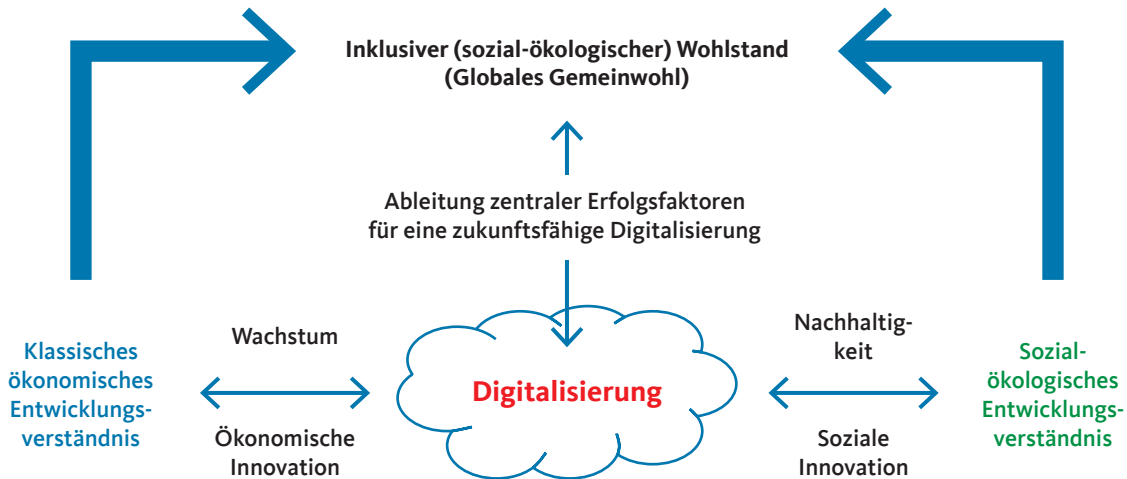 Inklusiver (sozial-ökologischer) Wohlstand
(Globales Gemeinwohl)
Ableitung zentraler Erfolgsfaktoren
für eine zukunftsfähige Digitalisierung
Klassisches
ökonomisches
Entwicklungs-
verständnis
Wachstum
Ökonomische
Innovation
Digitalisierung
Nachhaltig-
keit
Soziale
Innovation
Sozial-
ökologisches
Entwicklungs-
verständnis